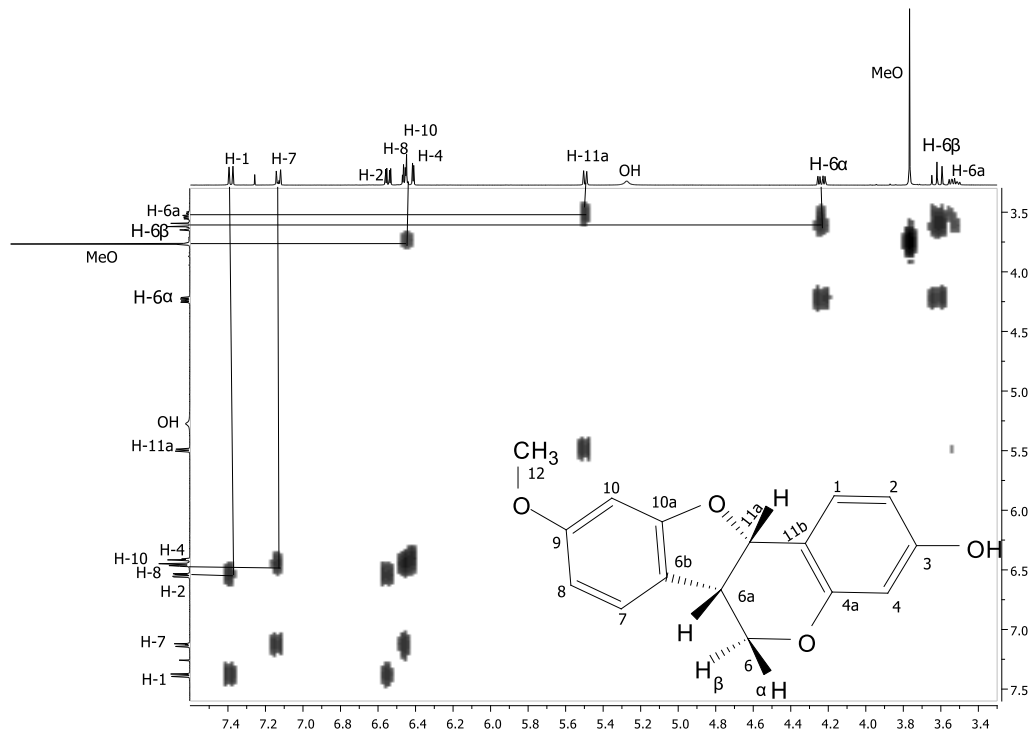 MeO
H-10
H-1
H-7
H-2
H-8
H-4
H-11a
OH
H-6α
H-6β
H-6a
H-6a
H-6β
MeO
H-6α
OH
H-11a
H-4
H-10
H-8
H-2
H-7
H-1
3.5
4.0
4.5
5.0
5.5
6.0
6.5
7.0
7.5
CH3
12
O
10
10a
O
11a
H
1
2
9
11b
3
OH
8
6b
7
6a
4a
4
H
O
H
β
6
α H
7.4 7.2 7.0 6.8 6.6 6.4 6.2 6.0 5.8 5.6 5.4 5.2 5.0 4.8 4.6 4.4 4.2 4.0 3.8 3.6 3.4